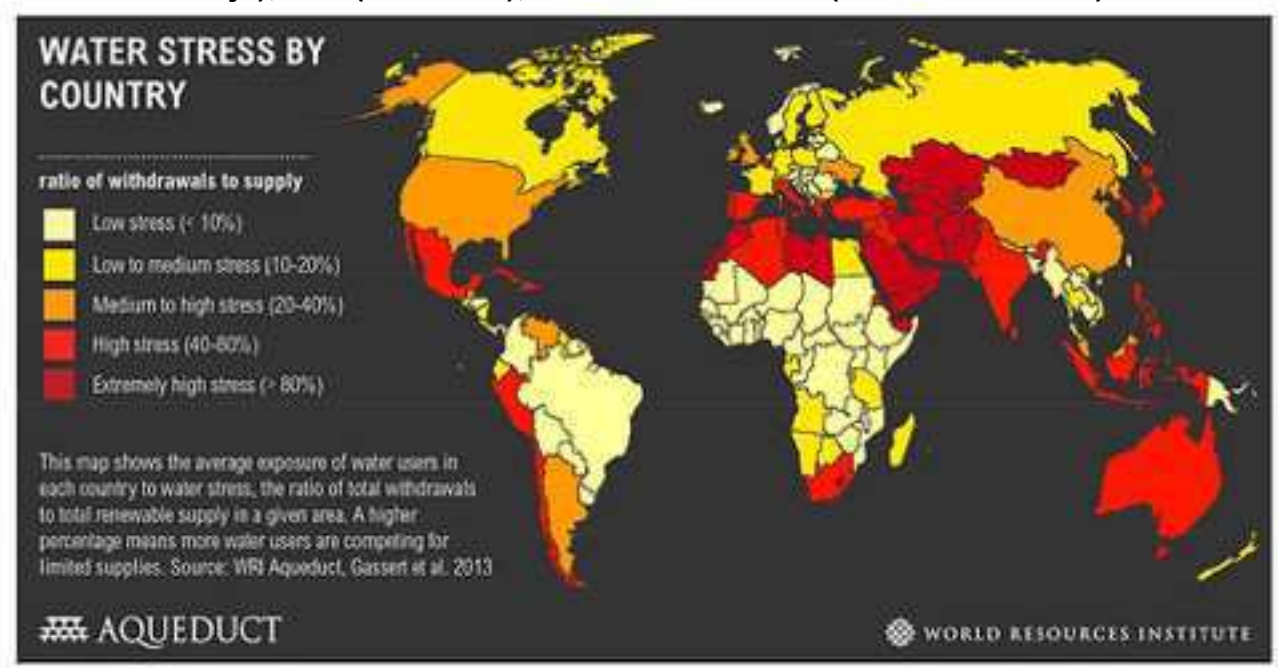 WATER STRESS BY
COUNTRY
ratio of withdrawals to supply
Low stress (< 10%)
Low to medium stress (10-20%)
Medium to high stress (20-40%)
High stress (40-80%)
Extremely high stress (> 80%)
This map shows the average exposure of water users in
each country to water stress, the ratio of total withdrawals
to total renewable supply in a given area. A higher
percentage means more water users are competing for
limited supplies. Source: WRI Aqueduct, Gassert et al. 2013
AQUEDUCT
WORLD RESOURCES INSTITUTE